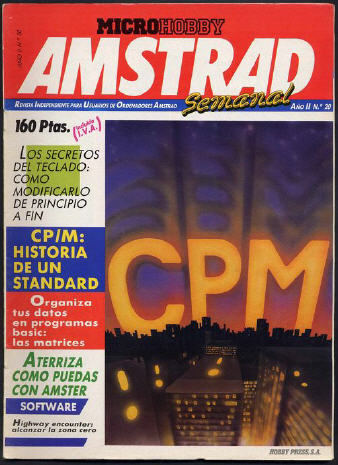 MICROHOBBY
AMSTRAD
Semanal
REVISTA INDEPENDIENTE PARA USUARIOS DE ORDENADORES AMSTRAD
AÑO II N.º 20
160 Ptas.
(Incluido I.V.A.)
LOS SECRETOS
DEL TECLADO:
CÓMO
MODIFICARLO
DE PRINCIPIO
A FIN
CP/M:
HISTORIA
DE UN
STANDARD
Organiza
tus datos
en programas
basic:
las matrices
ATERRIZA
COMO PUEDAS
CON AMSTER
SOFTWARE
Highway encounter:
alcanzar la zona cero
CPM
HOBBY PRESS, S.A.